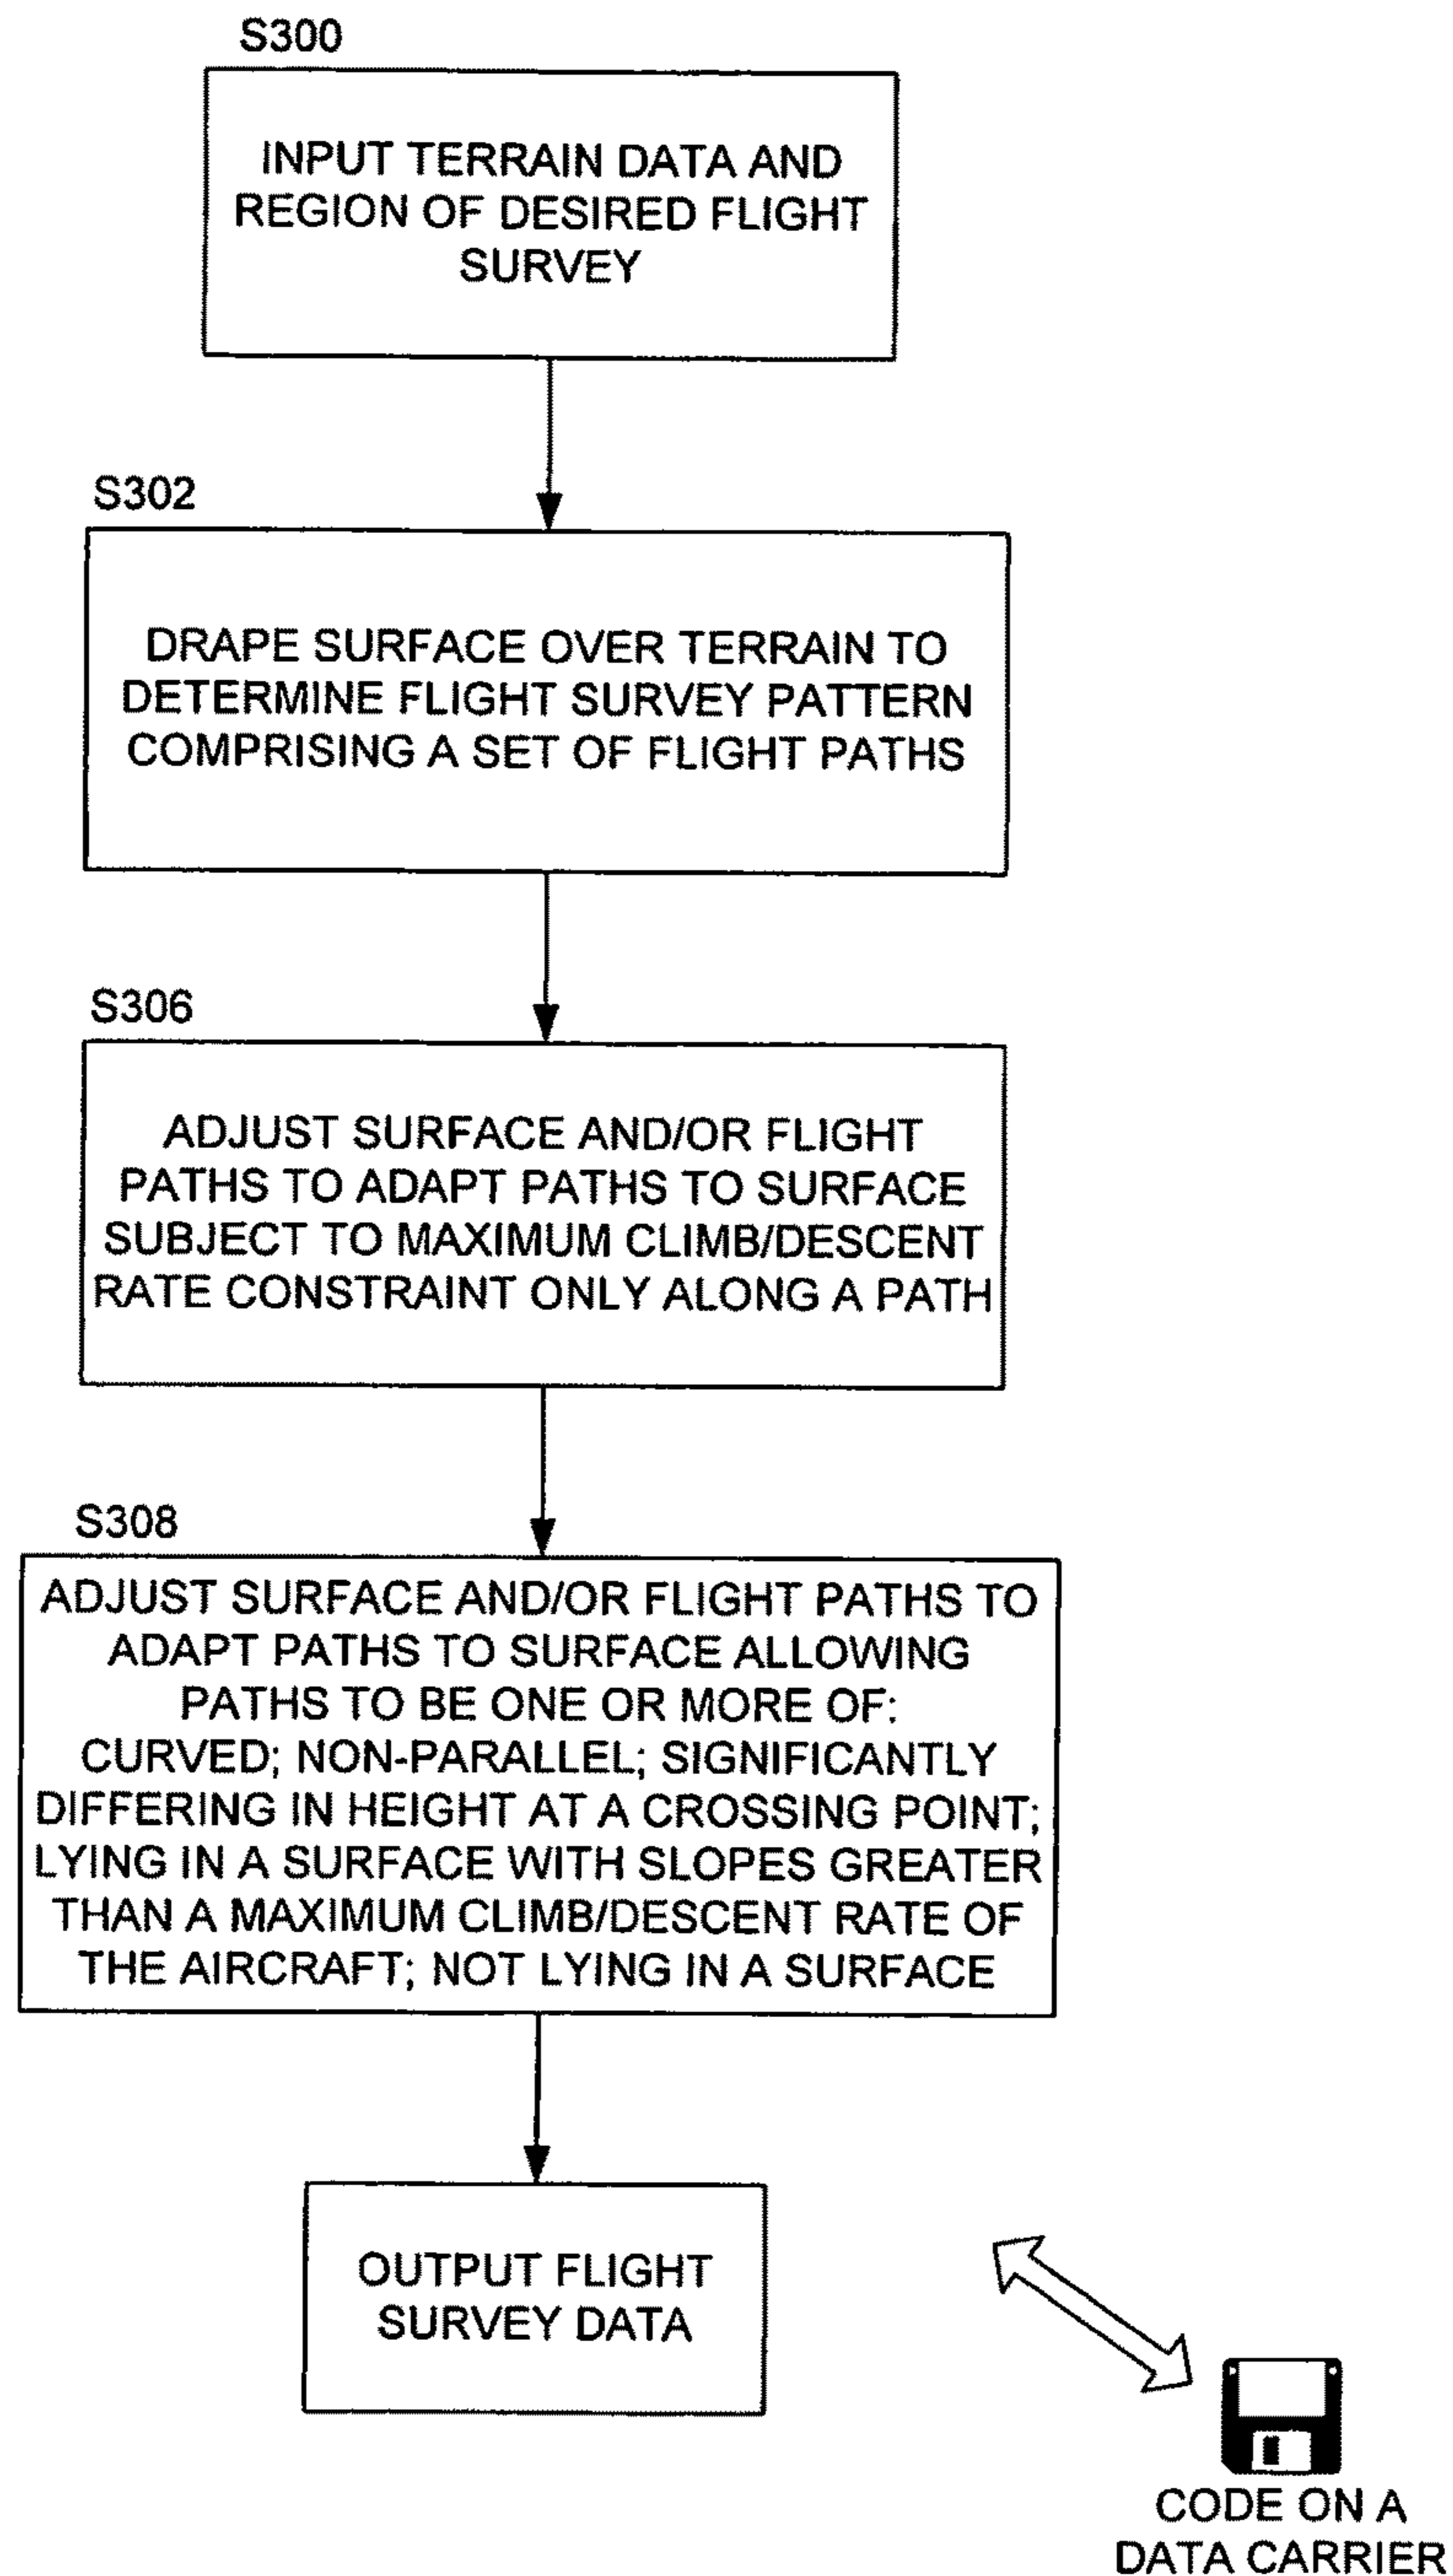 S300
INPUT TERRAIN DATA AND
REGION OF DESIRED FLIGHT
SURVEY
S302
DRAPE SURFACE OVER TERRAIN TO
DETERMINE FLIGHT SURVEY PATTERN
COMPRISING A SET OF FLIGHT PATHS
S306
ADJUST SURFACE AND/OR FLIGHT
PATHS TO ADAPT PATHS TO SURFACE
SUBJECT TO MAXIMUM CLIMB/DESCENT
RATE CONSTRAINT ONLY ALONG A PATH
S308
ADJUST SURFACE AND/OR FLIGHT PATHS TO
ADAPT PATHS TO SURFACE ALLOWING
PATHS TO BE ONE OR MORE OF:
CURVED; NON-PARALLEL; SIGNIFICANTLY
DIFFERING IN HEIGHT AT A CROSSING POINT;
LYING IN A SURFACE WITH SLOPES GREATER
THAN A MAXIMUM CLIMB/DESCENT RATE OF
THE AIRCRAFT; NOT LYING IN A SURFACE
OUTPUT FLIGHT
SURVEY DATA
CODE ON A
DATA CARRIER